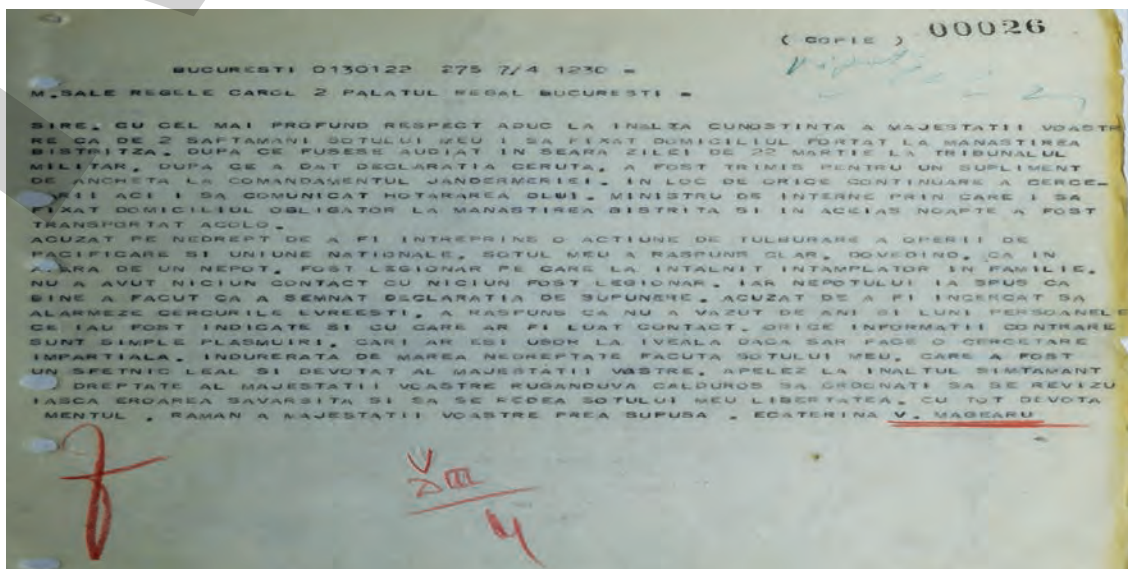 ( COPIE ) 00026
BUCURESTI 0130122 275 7/4 1230 =
M.SALE REGELE CAROL 2 PALATUL REGAL BUCURESTI =
SIRE. CU CEL MAI PROFUND RESPECT ADUC LA INALTA CUNOSTINTA A MAJESTATII VOASTR
RE CA DE 2 SAFTAMANI SOTULUI MEU I SA FIXAT DOMICILIUL FORTAT LA MANASTIREA
BISTRITZA. DUPA CE FUSESE AUDIAT IN SEARA ZILEI DE 22 MARTIE LA TRIBUNALUL
MILITAR. DUPA CE A DAT DECLARATIA CERUTA. A FOST TRIMIS PENTRU UN SUPLIMENT
DE ANCHETA LA COMANDAMENTUL JANDERMERIEI. IN LOC DE ORICE CONTINUARE A CERCE-
RII ACI I SA COMUNICAT HOTARAREA DLUI. MINISTRU DE INTERNE PRIN CARE I SA
FIXAT DOMICILIUL OBLIGATOR LA MANASTIREA BISTRITA SI IN ACEIAS NOAPTE A FOST
TRANSPORTAT ACOLO.
ACUZAT PE NEDREPT DE A FI INTREPRINS O ACTIUNE DE TULBURARE A OPERII DE
PACIFICARE SI UNIUNE NATIONALE. SOTUL MEU A RASPUNS CLAR. DOVEDIND. CA IN
AFARA DE UN NEPOT. FOST LEGIONAR PE CARE LA INTALNIT INTAMPLATOR IN FAMILIE.
NU A AVUT NICIUN CONTACT CU NICIUN FOST LEGIONAR. IAR NEPOTULUI IA SPUS CA
BINE A FACUT CA A SEMNAT DECLARATIA DE SUPUNERE. ACUZAT DE A FI INCERCAT SA
ALARMEZE CERCURILE EVREESTI. A RASPUNS CA NU A VAZUT DE ANI SI LUNI PERSOANELE
CE IAU FOST INDICATE SI CU CARE AR FI LUAT CONTACT. ORICE INFORMATII CONTRARE
SUNT SIMPLE PLASMUIRI. CARI AR ESI USOR LA IVEALA DACA SAR FACE O CERCETARE
IMPARTIALA. INDURERATA DE MAREA NEDREPTATE FACUTA SOTULUI MEU. CARE A FOST
UN SFETNIC LEAL SI DEVOTAT AL MAJESTATII VOASTRE. APELEZ LA INALTUL SIMTAMANT
DREPTATE AL MAJESTATII VOASTRE RUGANDUVA CALDUROS SA ORDONATI SA SE REVIZU
IASCA EROAREA SAVARSITA SI SA SE REDEA SOTULUI MEU LIBERTATEA. CU TOT DEVOTA
MENTUL . RAMAN A MAJESTATII VOASTRE PREA SUPUSA . ECATERINA V. MAGEARU